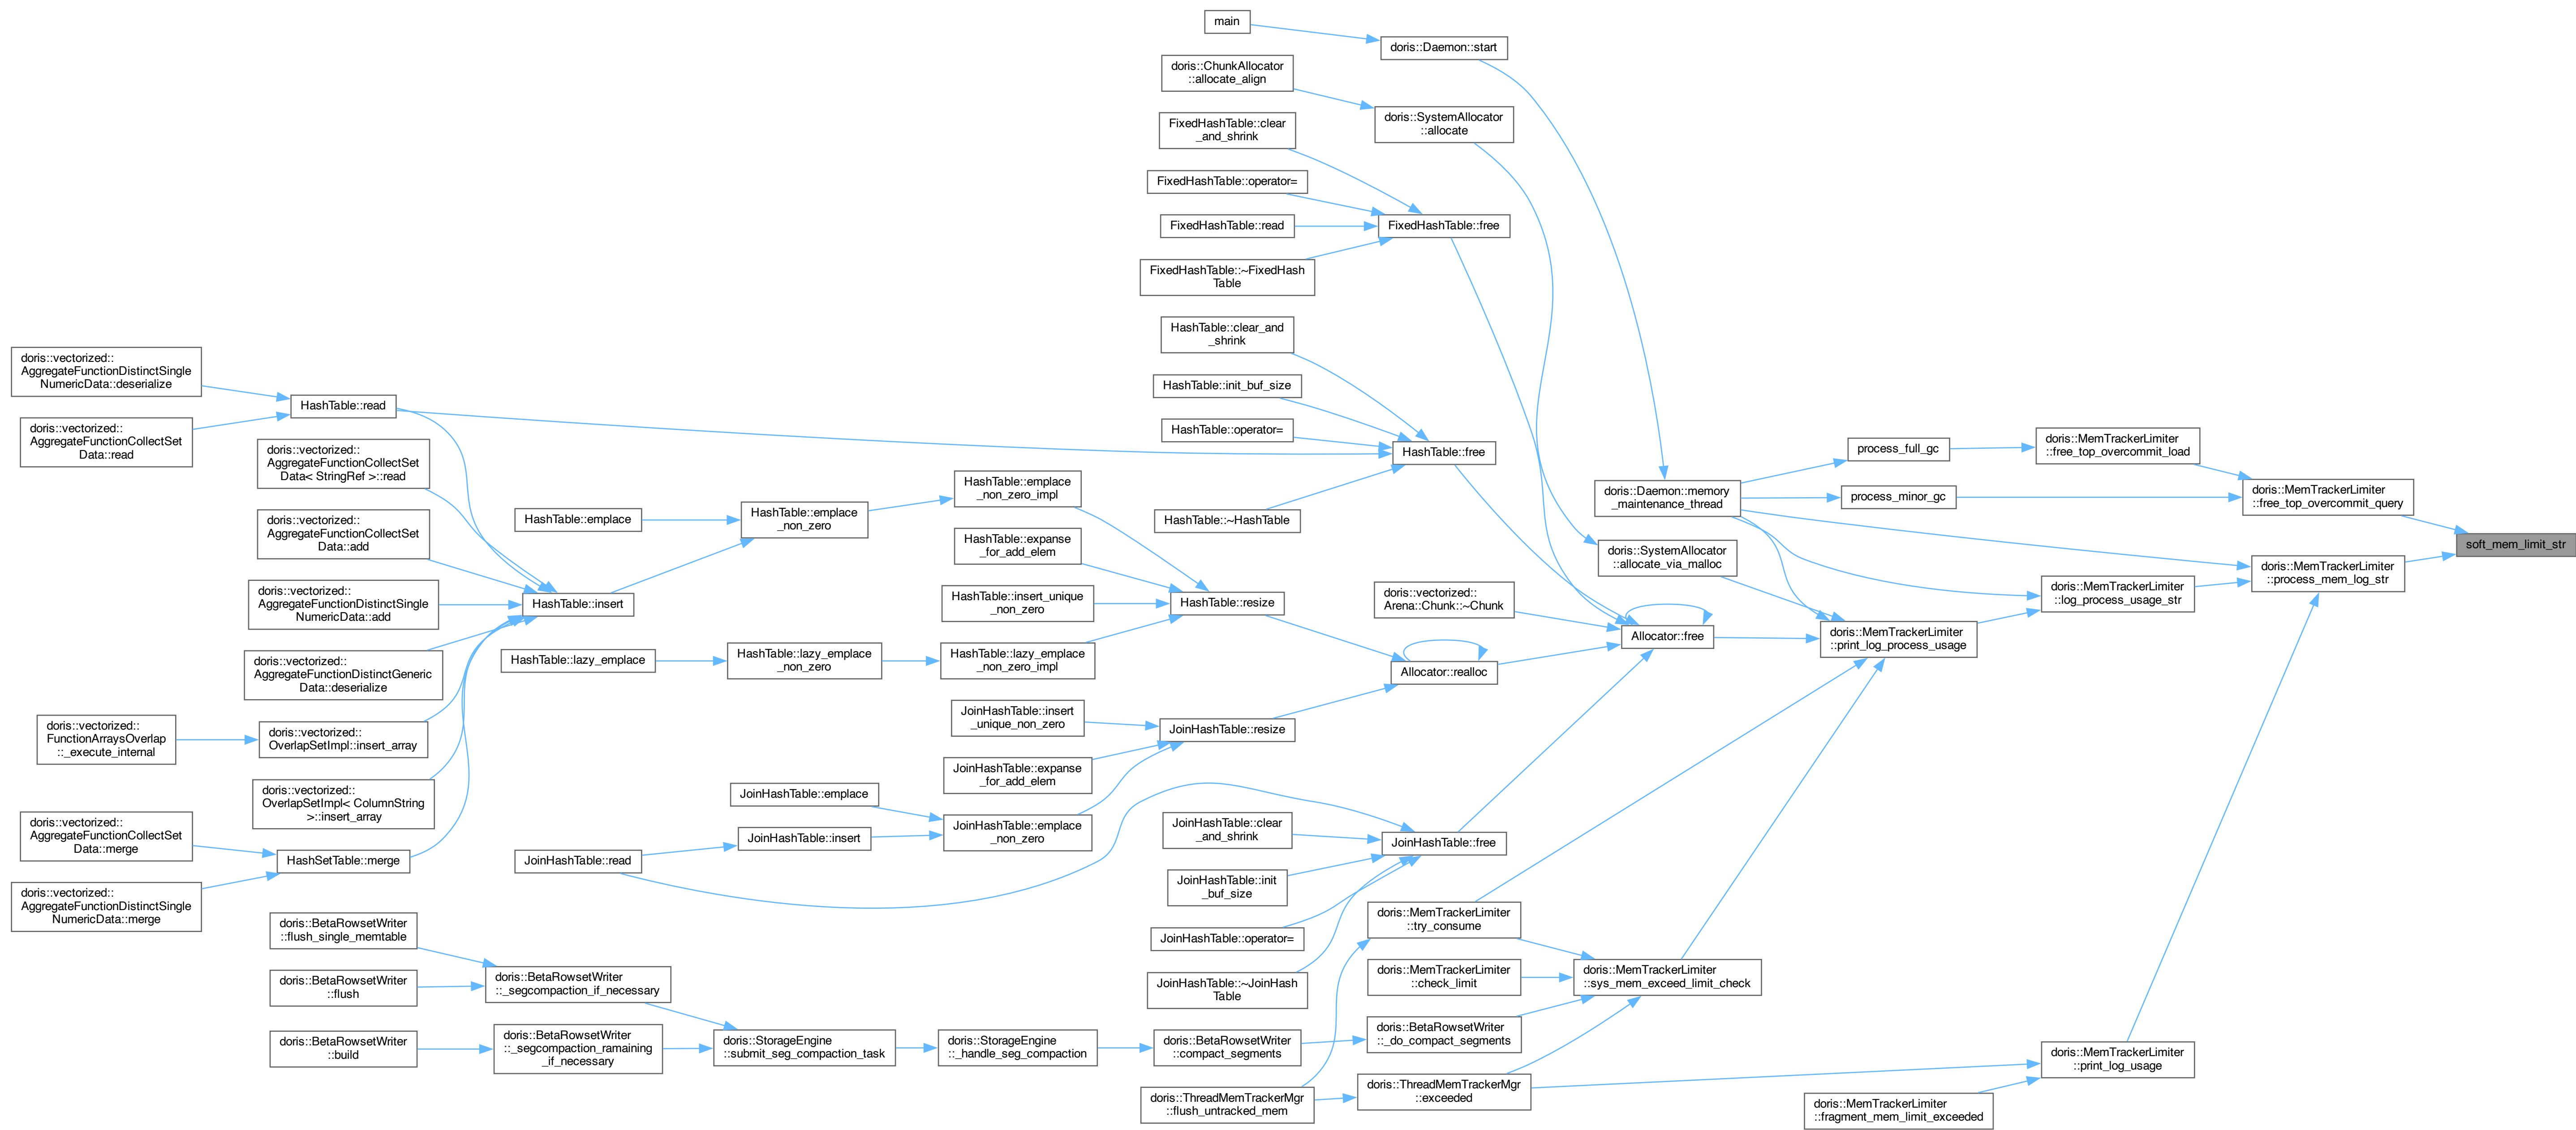 main
doris::Daemon::start
doris::ChunkAllocator
::allocate_align
doris::SystemAllocator
::allocate
FixedHashTable::clear
_and_shrink
FixedHashTable::operator=
FixedHashTable::read
FixedHashTable::free
FixedHashTable::~FixedHash
Table
HashTable::clear_and
_shrink
HashTable::init_buf_size
HashTable::operator=
HashTable::free
HashTable::~HashTable
doris::vectorized::
AggregateFunctionDistinctSingle
NumericData::deserialize
HashTable::read
doris::vectorized::
AggregateFunctionCollectSet
Data::read
doris::vectorized::
AggregateFunctionCollectSet
Data< StringRef >::read
doris::vectorized::
AggregateFunctionCollectSet
Data::add
doris::vectorized::
AggregateFunctionDistinctSingle
NumericData::add
doris::vectorized::
AggregateFunctionDistinctGeneric
Data::deserialize
doris::vectorized::
FunctionArraysOverlap
::_execute_internal
doris::vectorized::
OverlapSetImpl::insert_array
doris::vectorized::
OverlapSetImpl< ColumnString
>::insert_array
doris::vectorized::
AggregateFunctionCollectSet
Data::merge
HashSetTable::merge
doris::vectorized::
AggregateFunctionDistinctSingle
NumericData::merge
HashTable::emplace
HashTable::insert
HashTable::lazy_emplace
HashTable::emplace
_non_zero
HashTable::lazy_emplace
_non_zero
HashTable::emplace
_non_zero_impl
HashTable::expanse
_for_add_elem
HashTable::insert_unique
_non_zero
HashTable::lazy_emplace
_non_zero_impl
HashTable::resize
doris::vectorized::
Arena::Chunk::~Chunk
Allocator::realloc
Allocator::free
JoinHashTable::insert
_unique_non_zero
JoinHashTable::resize
JoinHashTable::expanse
_for_add_elem
JoinHashTable::emplace
JoinHashTable::insert
JoinHashTable::emplace
_non_zero
JoinHashTable::read
JoinHashTable::clear
_and_shrink
JoinHashTable::free
JoinHashTable::init
_buf_size
JoinHashTable::operator=
JoinHashTable::~JoinHash
Table
doris::BetaRowsetWriter
::flush_single_memtable
doris::BetaRowsetWriter
::flush
doris::BetaRowsetWriter
::build
doris::BetaRowsetWriter
::_segcompaction_if_necessary
doris::BetaRowsetWriter
::_segcompaction_ramaining
_if_necessary
doris::StorageEngine
::submit_seg_compaction_task
doris::StorageEngine
::_handle_seg_compaction
doris::BetaRowsetWriter
::compact_segments
doris::ThreadMemTrackerMgr
::flush_untracked_mem
doris::MemTrackerLimiter
::try_consume
doris::MemTrackerLimiter
::check_limit
doris::BetaRowsetWriter
::_do_compact_segments
doris::ThreadMemTrackerMgr
::exceeded
doris::MemTrackerLimiter
::sys_mem_exceed_limit_check
doris::Daemon::memory
_maintenance_thread
doris::SystemAllocator
::allocate_via_malloc
process_full_gc
process_minor_gc
doris::MemTrackerLimiter
::print_log_process_usage
doris::MemTrackerLimiter
::free_top_overcommit_load
doris::MemTrackerLimiter
::log_process_usage_str
doris::MemTrackerLimiter
::free_top_overcommit_query
doris::MemTrackerLimiter
::process_mem_log_str
soft_mem_limit_str
doris::MemTrackerLimiter
::print_log_usage
doris::MemTrackerLimiter
::fragment_mem_limit_exceeded